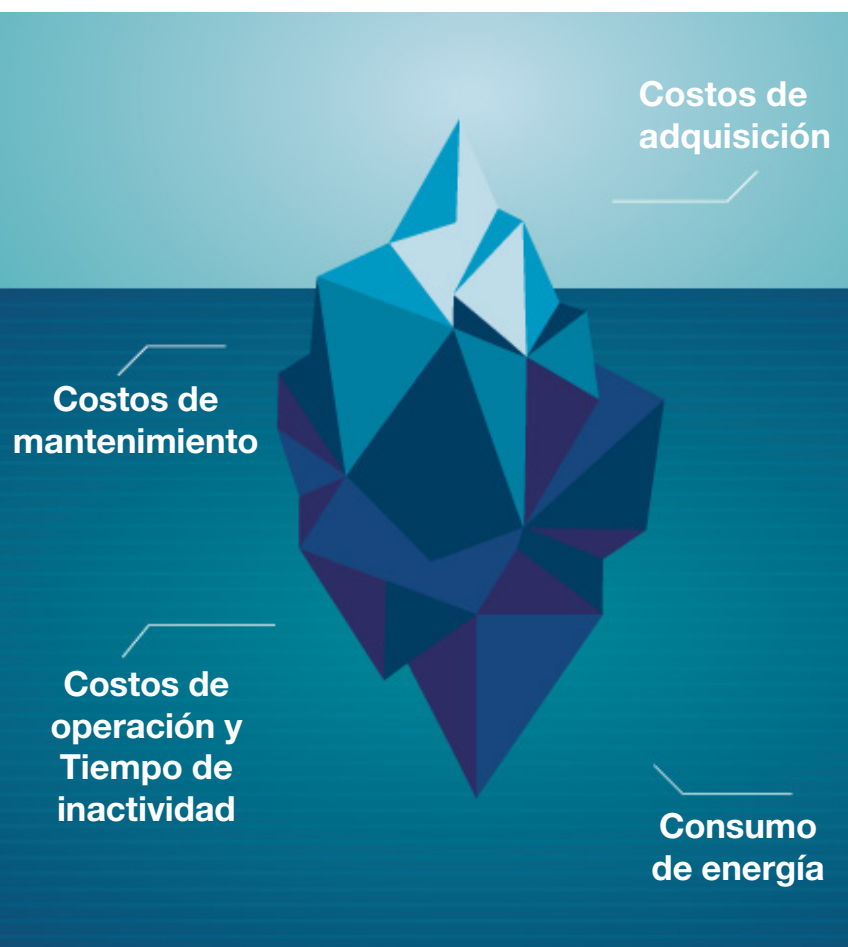 Costos de
adquisición
Costos de
mantenimiento
Costos de
operación y
Tiempo de
inactividad
Consumo
de energía